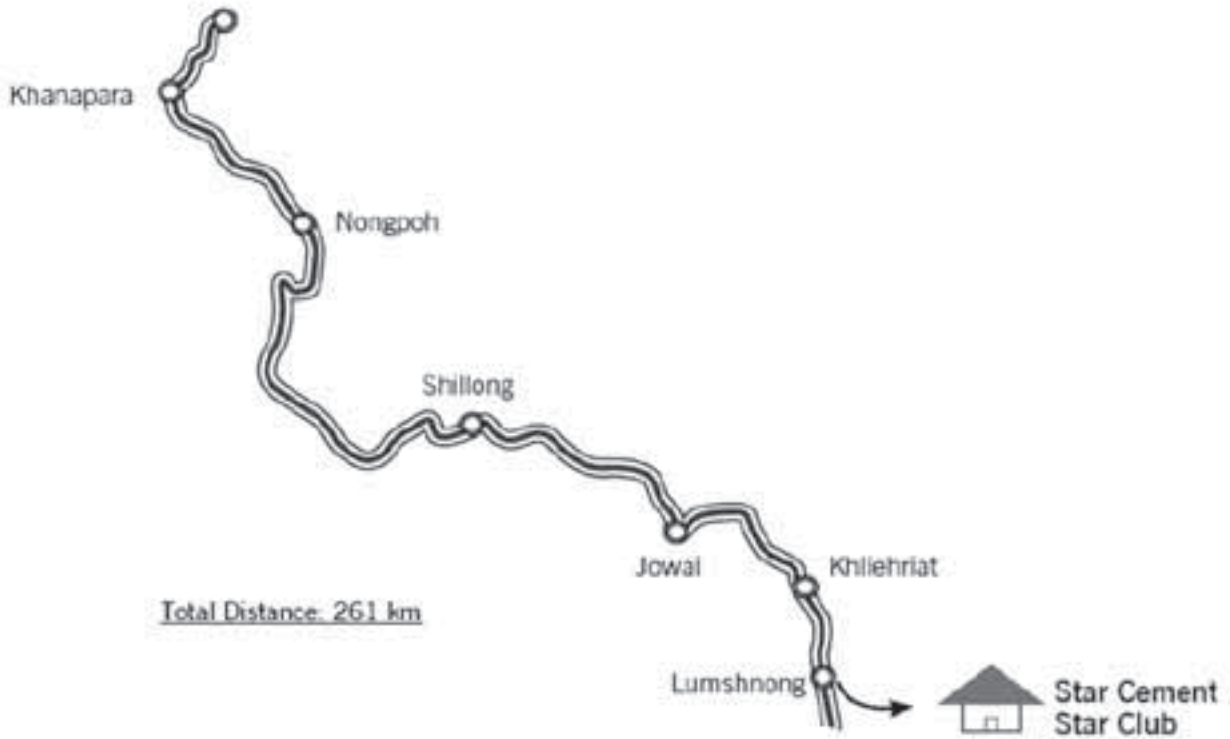 Khanapara
Nongpoh
Shillong
Jowai
Khliehriat
Total Distance: 261 km
Lumshnong
Star Cement
Star Club